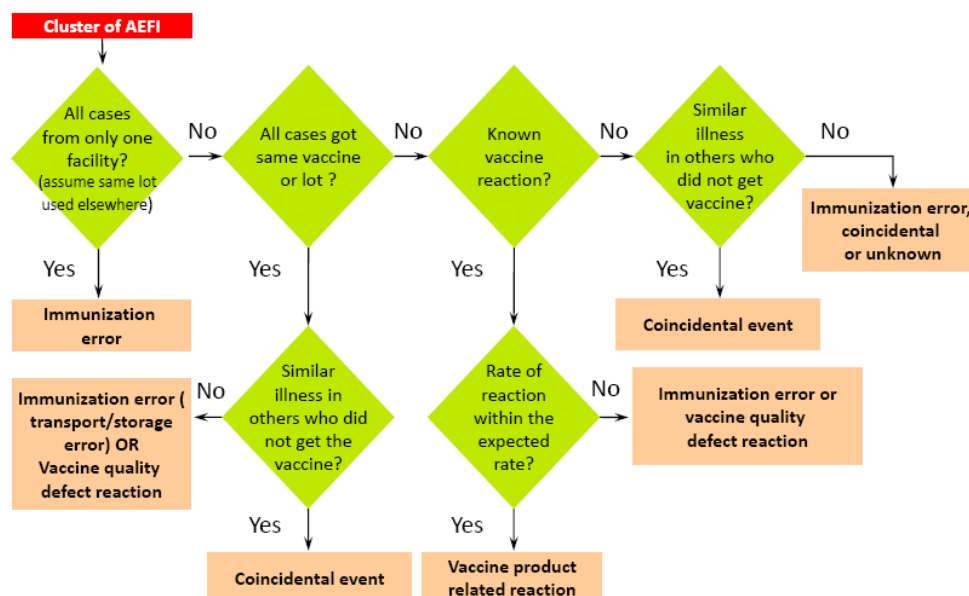 Cluster of AEFI
All cases
from only one
facility?
(assume same lot
used elsewhere)
No
All cases got
same vaccine
or lot ?
No
Known
vaccine
reaction?
No
Similar
illness
in others who
did not get
vaccine?
No
Immunization error,
coincidental
or unknown
Yes
Immunization
error
Yes
Yes
Yes
Coincidental event
Similar
illness in
others who did
not get the
vaccine?
No
Immunization error (
transport/storage
error) OR
Vaccine quality
defect reaction
Rate of
reaction within
the expected
rate?
No
Immunization error or
vaccine quality
defect reaction
Yes
Coincidental event
Yes
Vaccine product
related reaction